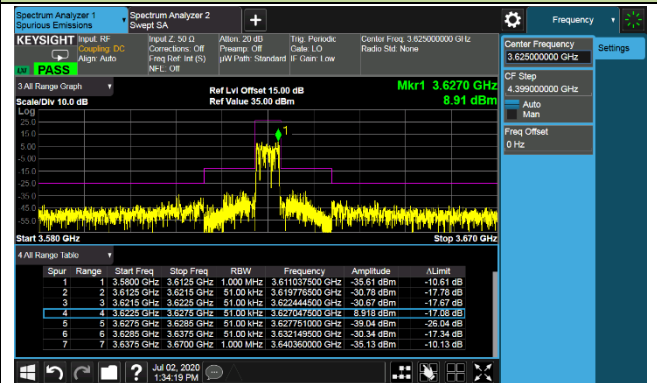 Spectrum Analyzer 1
Spurious Emissions
Spectrum Analyzer 2
Swept SA
Frequency
KEYSIGHT
Input: RF
Coupling: DC
Align: Auto
Input Z: 50 Ω
Corrections: Off
Freq Ref: Int (S)
NFE: Off
Atten: 20 dB
Preamp: Off
µW Path: Standard
Trig: Periodic
Gate: LO
IF Gain: Low
Center Freq: 3.625000000 GHz
Radio Std: None
LM PASS
Center Frequency
3.625000000 GHz
Settings
CF Step
4.399000000 GHz
Auto
Man
Freq Offset
0 Hz
3 All Range Graph
Scale/Div 10.0 dB
Ref Lvl Offset 15.00 dB
Ref Value 35.00 dBm
Mkr1 3.6270 GHz
8.91 dBm
Log
25.0
15.0
5.00
-5.00
-15.0
-25.0
-35.0
-45.0
-55.0
1
Start 3.580 GHz
Stop 3.670 GHz
4 All Range Table
Spur Range Start Freq Stop Freq RBW Frequency Amplitude ΔLimit
1 1 3.5800 GHz 3.6125 GHz 1.000 MHz 3.611037500 GHz -35.61 dBm -10.61 dB
2 2 3.6125 GHz 3.6215 GHz 51.00 kHz 3.619776500 GHz -30.78 dBm -17.78 dB
3 3 3.6215 GHz 3.6225 GHz 51.00 kHz 3.622444500 GHz -30.67 dBm -17.67 dB
4 4 3.6225 GHz 3.6275 GHz 51.00 kHz 3.627047500 GHz 8.918 dBm -17.08 dB
5 5 3.6275 GHz 3.6285 GHz 51.00 kHz 3.627751000 GHz -39.04 dBm -26.04 dB
6 6 3.6285 GHz 3.6375 GHz 51.00 kHz 3.632149500 GHz -30.34 dBm -17.34 dB
7 7 3.6375 GHz 3.6700 GHz 1.000 MHz 3.640360000 GHz -35.13 dBm -10.13 dB
Jul 02, 2020
1:34:19 PM